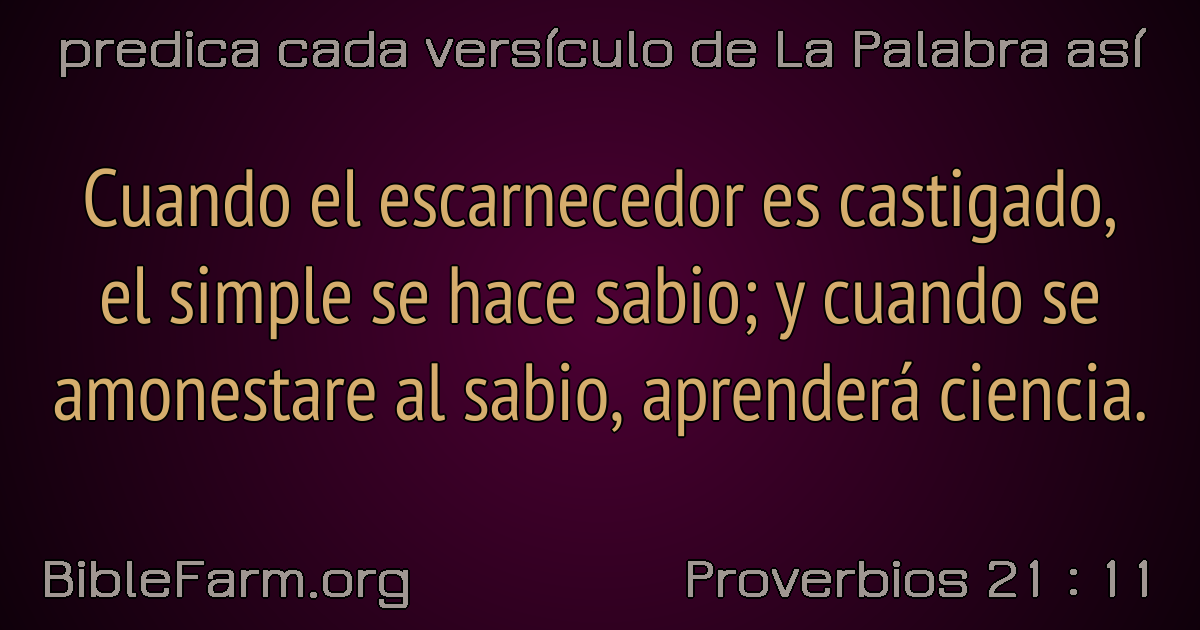 predica cada versículo de La Palabra así
Cuando el escarnecedor es castigado,
el simple se hace sabio; y cuando se
amonestare al sabio, aprenderá ciencia.
BibleFarm.org
Proverbios 21 : 11